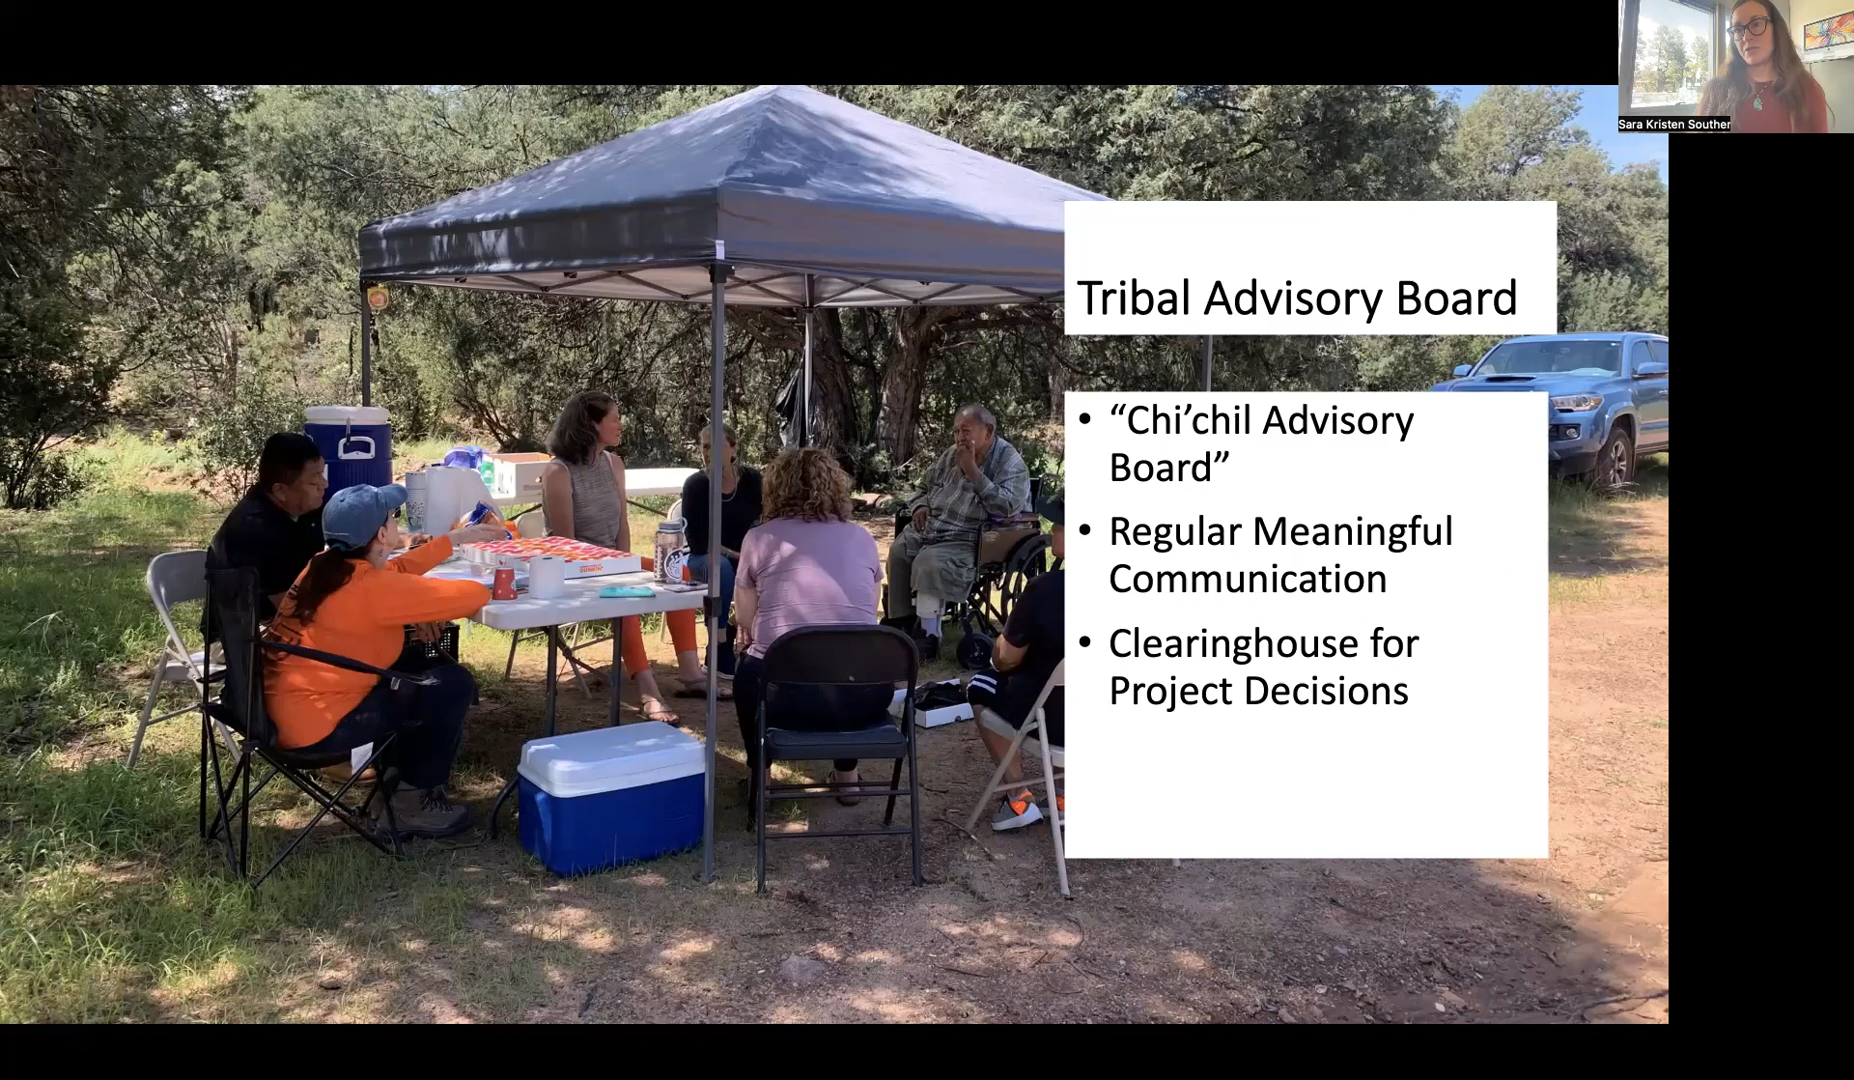 Sara Kristen Souther
Tribal Advisory Board
• “Chi’chil Advisory
Board”
• Regular Meaningful
Communication
• Clearinghouse for
Project Decisions